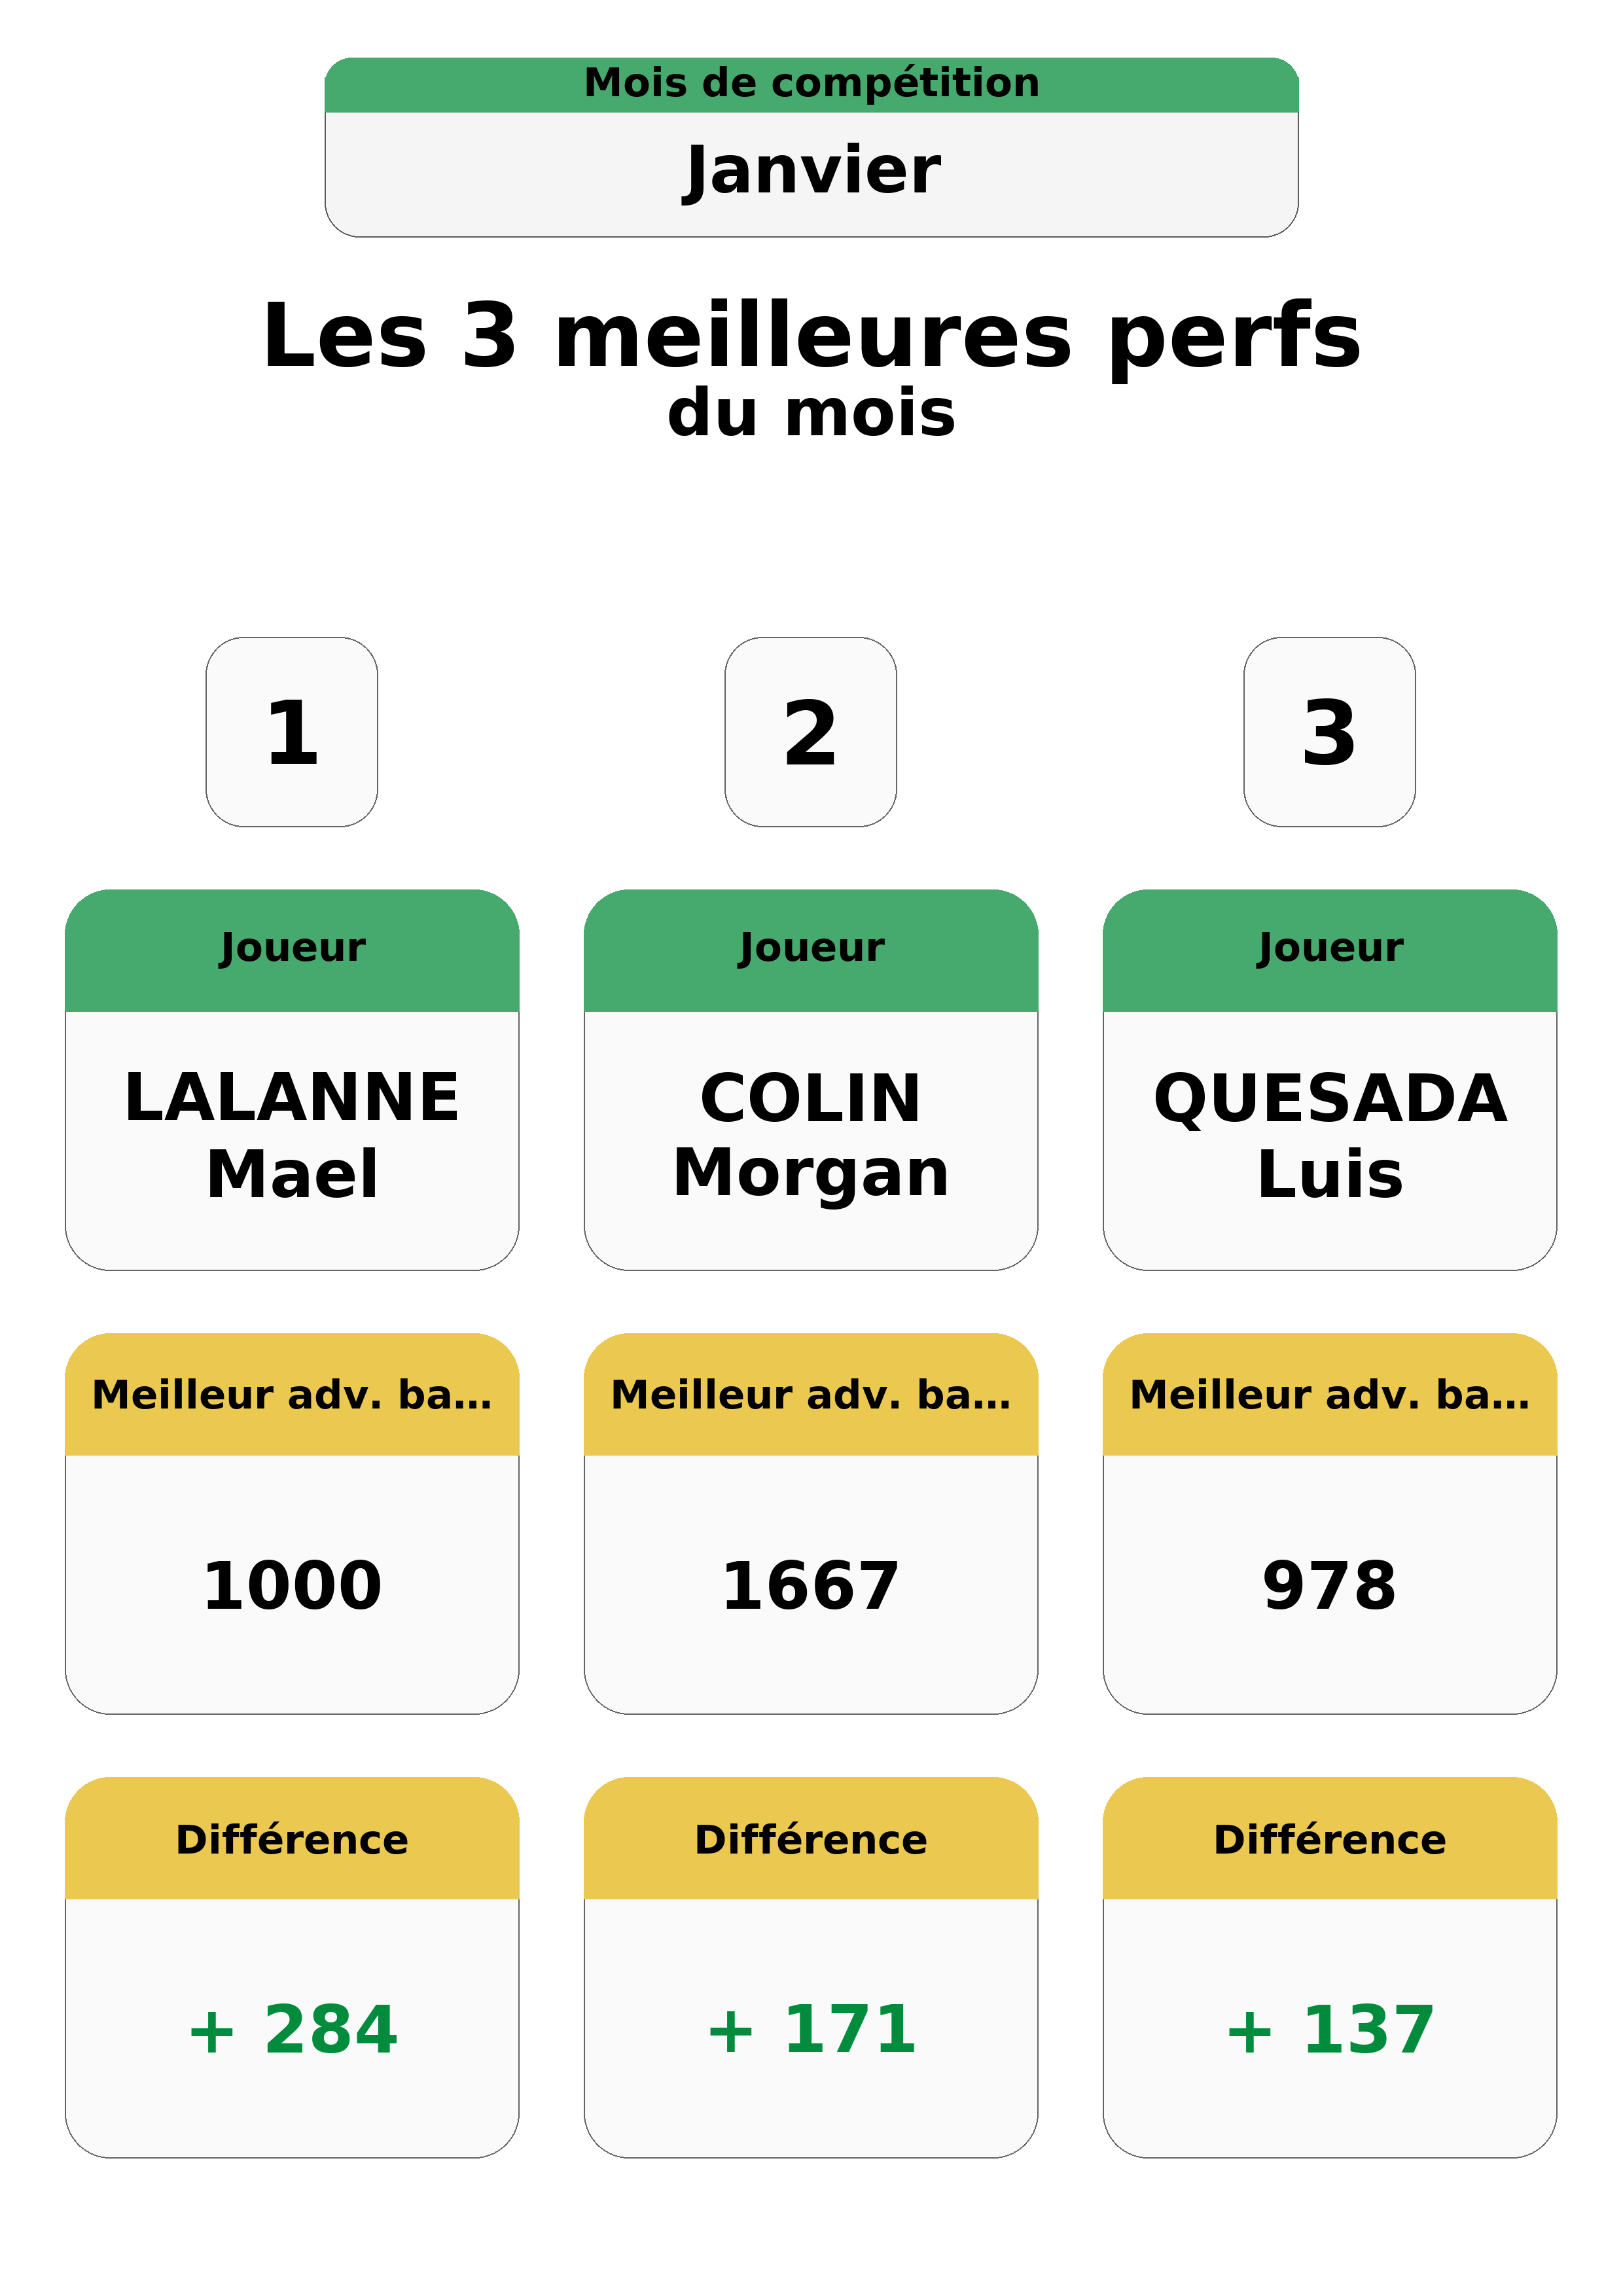 Mois de compétition
Janvier
Les 3 meilleures perfs
du mois
1
2
3
Joueur
Joueur
Joueur
LALANNE
Mael
COLIN
Morgan
QUESADA
Luis
Meilleur adv. ba...
Meilleur adv. ba...
Meilleur adv. ba...
1000
1667
978
Différence
Différence
Différence
+ 284
+ 171
+ 137